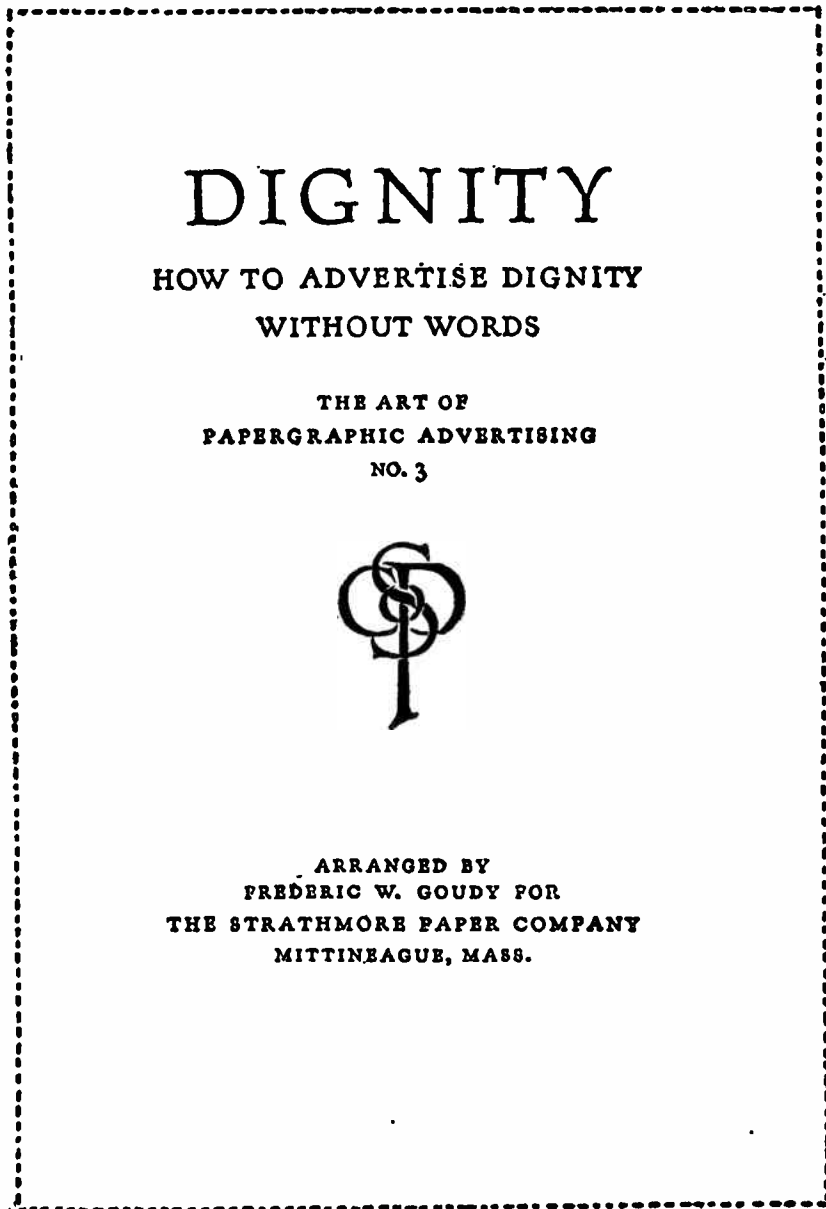 DIGNITY
HOW TO ADVERTISE DIGNITY
WITHOUT WORDS
THE ART OF
PAPERGRAPHIC ADVERTISING
NO. 3
ARRANGED BY
FREDERIC W. GOUDY FOR
THE STRATHMORE PAPER COMPANY
MITTINEAGUE, MASS.